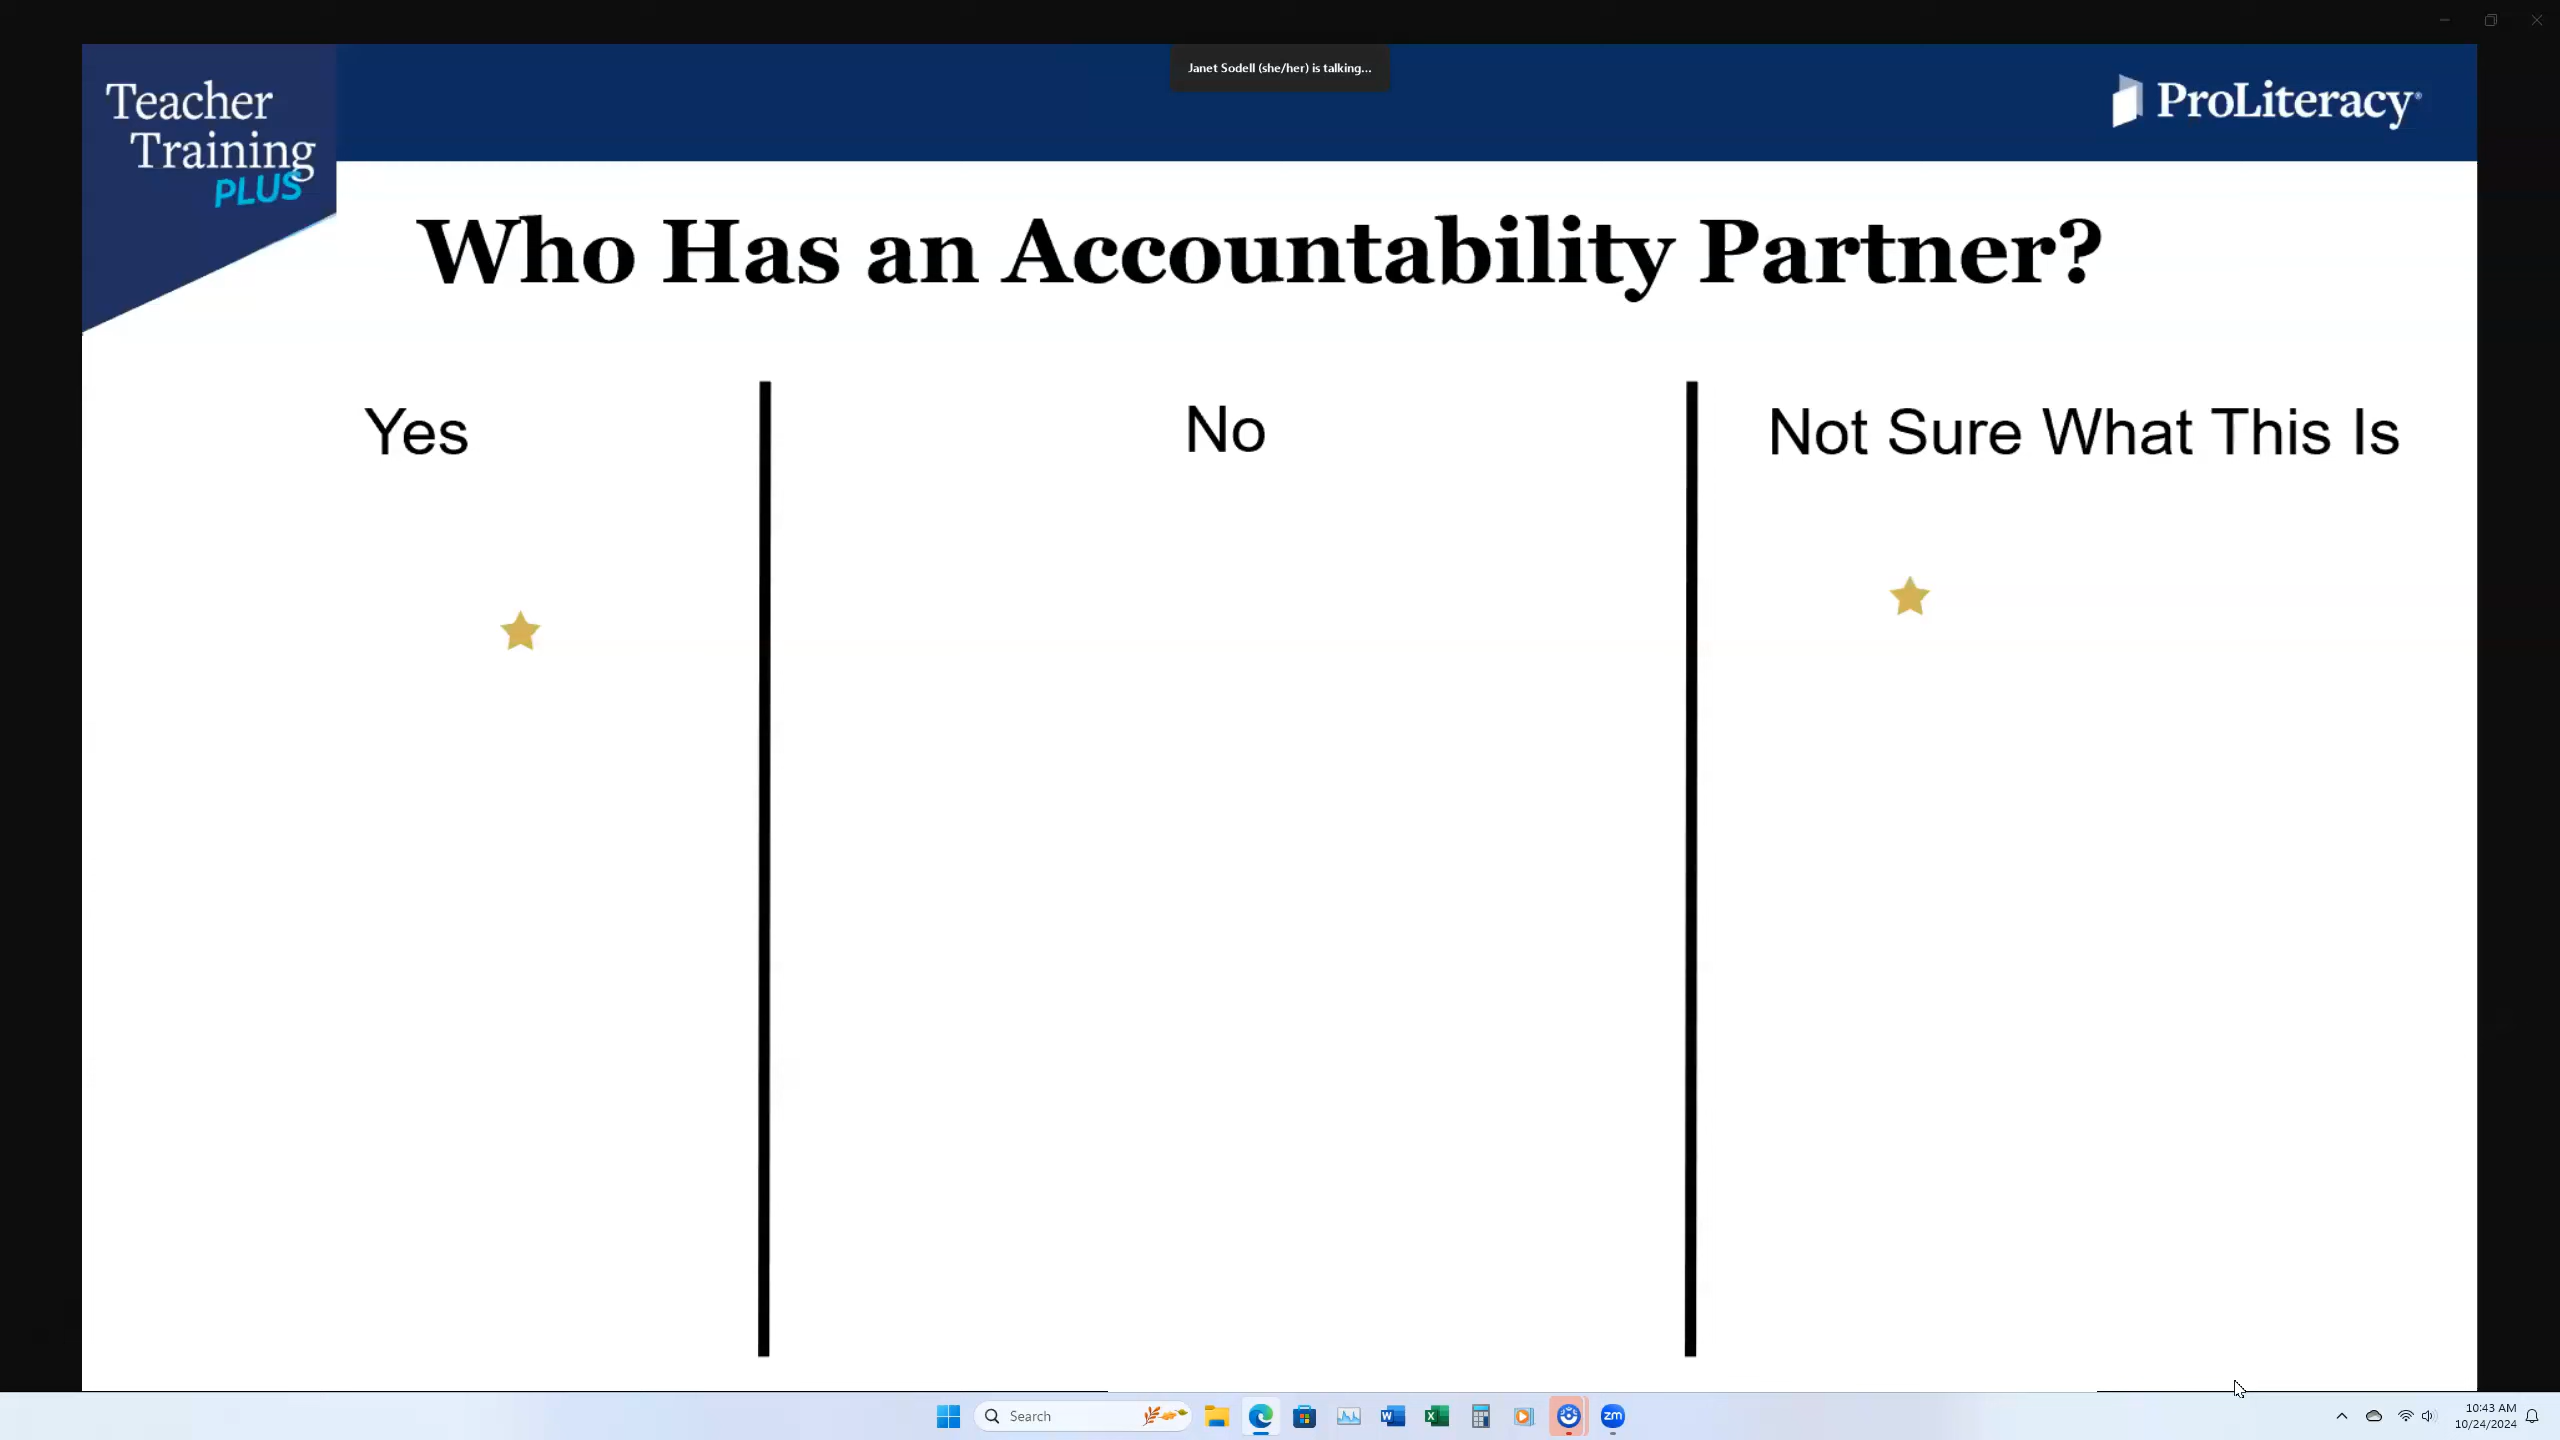 Janet Sodell (she/her) is talking...
Teacher
Training
PLUS
ProLiteracy®
Who Has an Accountability Partner?
Yes
No
Not Sure What This Is
Search
zm
10:43 AM
10/24/2024